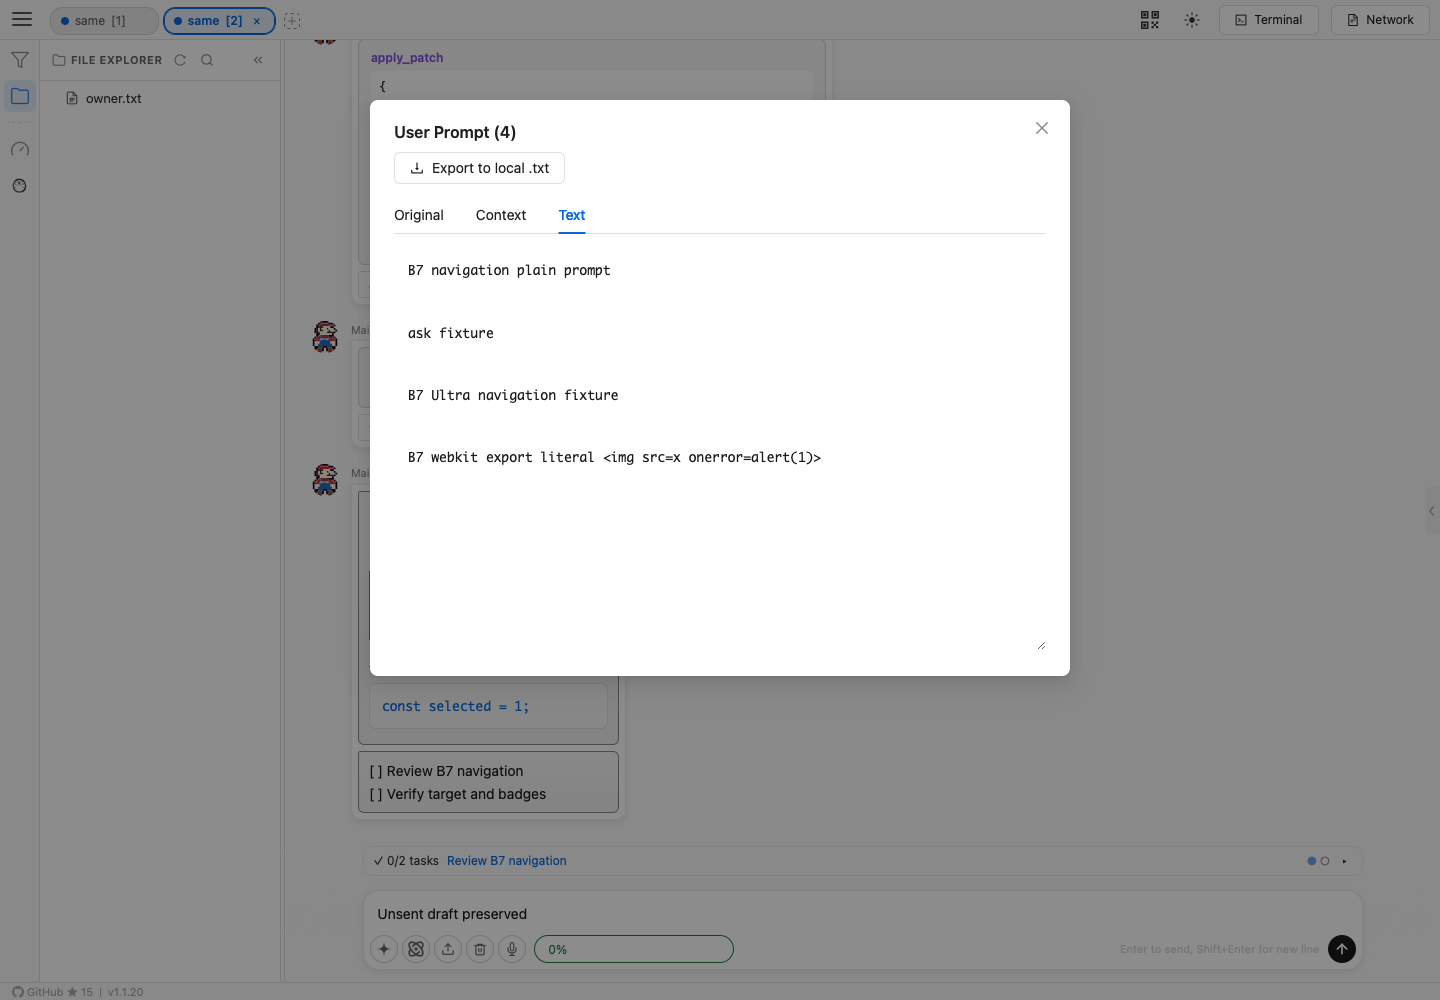 same [1]
same [2] ×
Terminal
Network
FILE EXPLORER
owner.txt
apply_patch
{
User Prompt (4)
Export to local .txt
Original
Context
Text
B7 navigation plain prompt
ask fixture
B7 Ultra navigation fixture
B7 webkit export literal <img src=x onerror=alert(1)>
Mai
Mai
const selected = 1;
[ ] Review B7 navigation
[ ] Verify target and badges
✓ 0/2 tasks Review B7 navigation
Unsent draft preserved
0%
Enter to send, Shift+Enter for new line
GitHub ★ 15 | v1.1.20